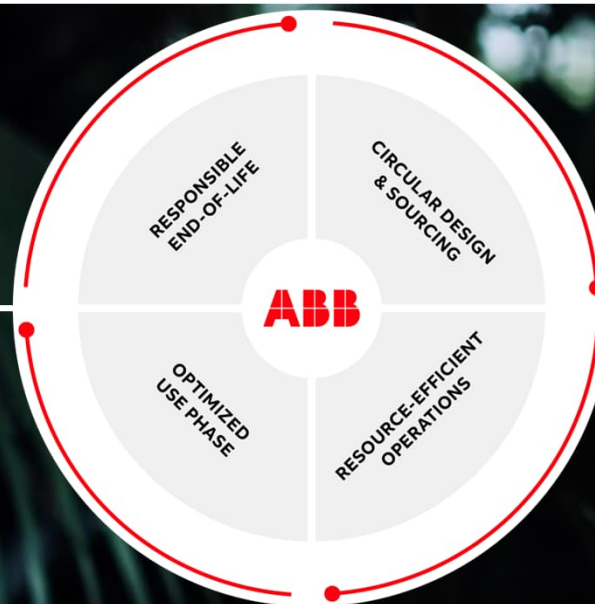 RESPONSIBLE
END-OF-LIFE
CIRCULAR DESIGN
& SOURCING
ABB
OPTIMIZED
USE PHASE
RESOURCE-EFFICIENT
OPERATIONS